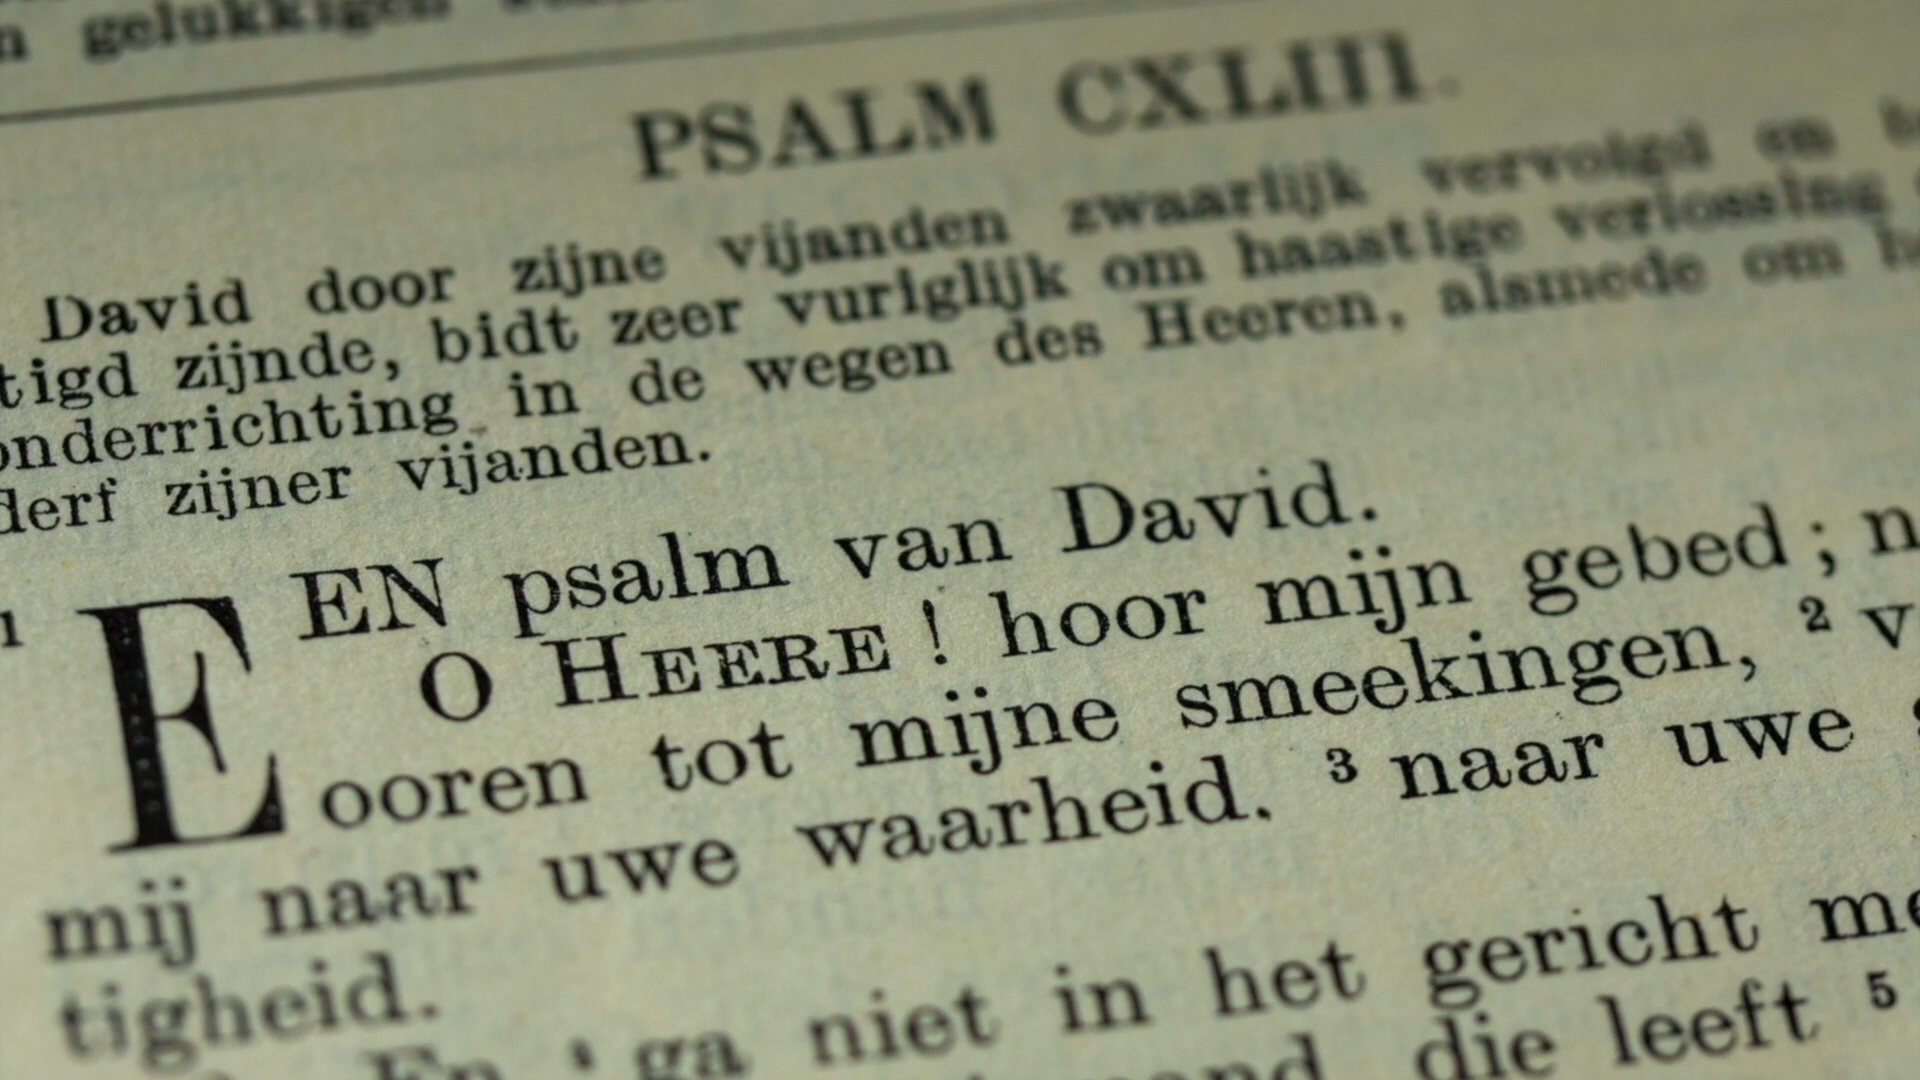 n gelukkigen
PSALM CXLIII.
David door zijne vijanden zwaarlijk vervolgd en
tigd zijnde, bidt zeer vuriglijk om haastige verlossing
onderrichting in de wegen des Heeren, alsmede om
derf zijner vijanden.
1 EEN psalm van David.
O HEERE! hoor mijn gebed; n
ooren tot mijne smeekingen, 2 v
mij naar uwe waarheid. 3 naar uwe
tigheid.
En ga niet in het gericht me
die leeft 5